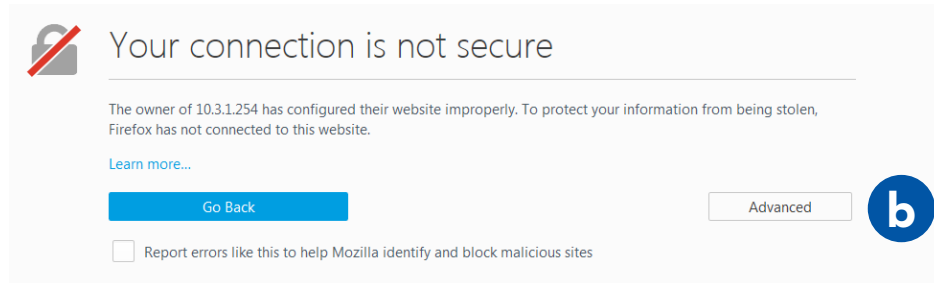 Your connection is not secure
The owner of 10.3.1.254 has configured their website improperly. To protect your information from being stolen,
Firefox has not connected to this website.
Learn more...
Go Back
Advanced
b
Report errors like this to help Mozilla identify and block malicious sites